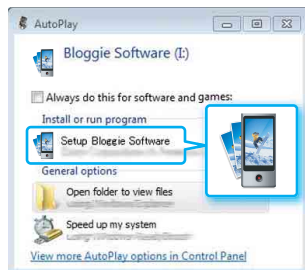 AutoPlay
Bloggie Software (I:)
Always do this for software and games:
Install or run program
Setup Bloggie Software
General options
Open folder to view files
Speed up my system
View more AutoPlay options in Control Panel